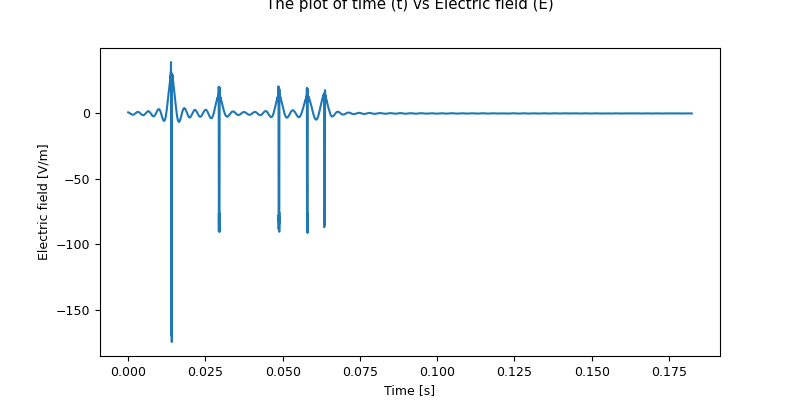 The plot of time (t) vs Electric field (E)
Electric field [V/m]
0
−50
−100
−150
0.000 0.025 0.050 0.075 0.100 0.125 0.150 0.175
Time [s]